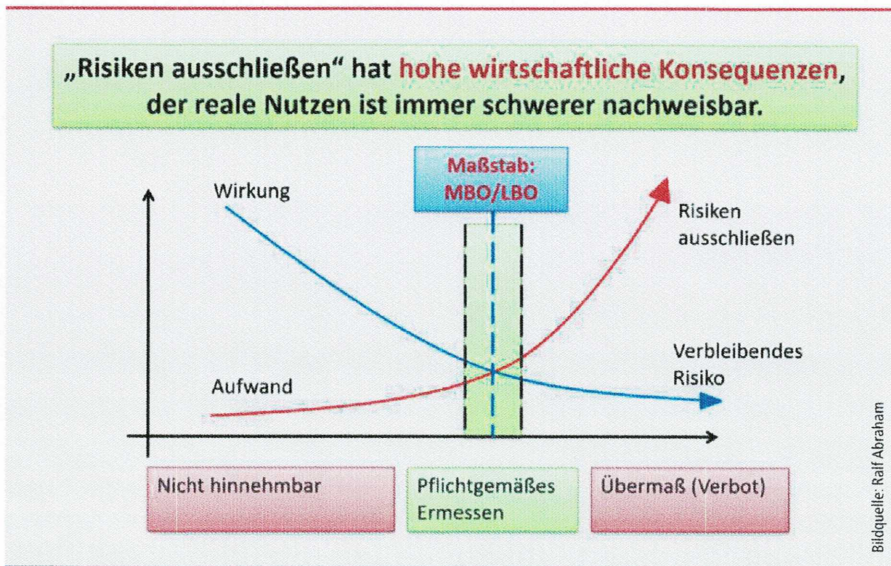 „Risiken ausschließen“ hat hohe wirtschaftliche Konsequenzen,
der reale Nutzen ist immer schwerer nachweisbar.
Maßstab:
MBO/LBO
Wirkung
Risiken
ausschließen
Aufwand
Verbleibendes
Risiko
Nicht hinnehmbar
Pflichtgemäßes
Ermessen
Übermaß (Verbot)
Bildquelle: Ralf Abraham